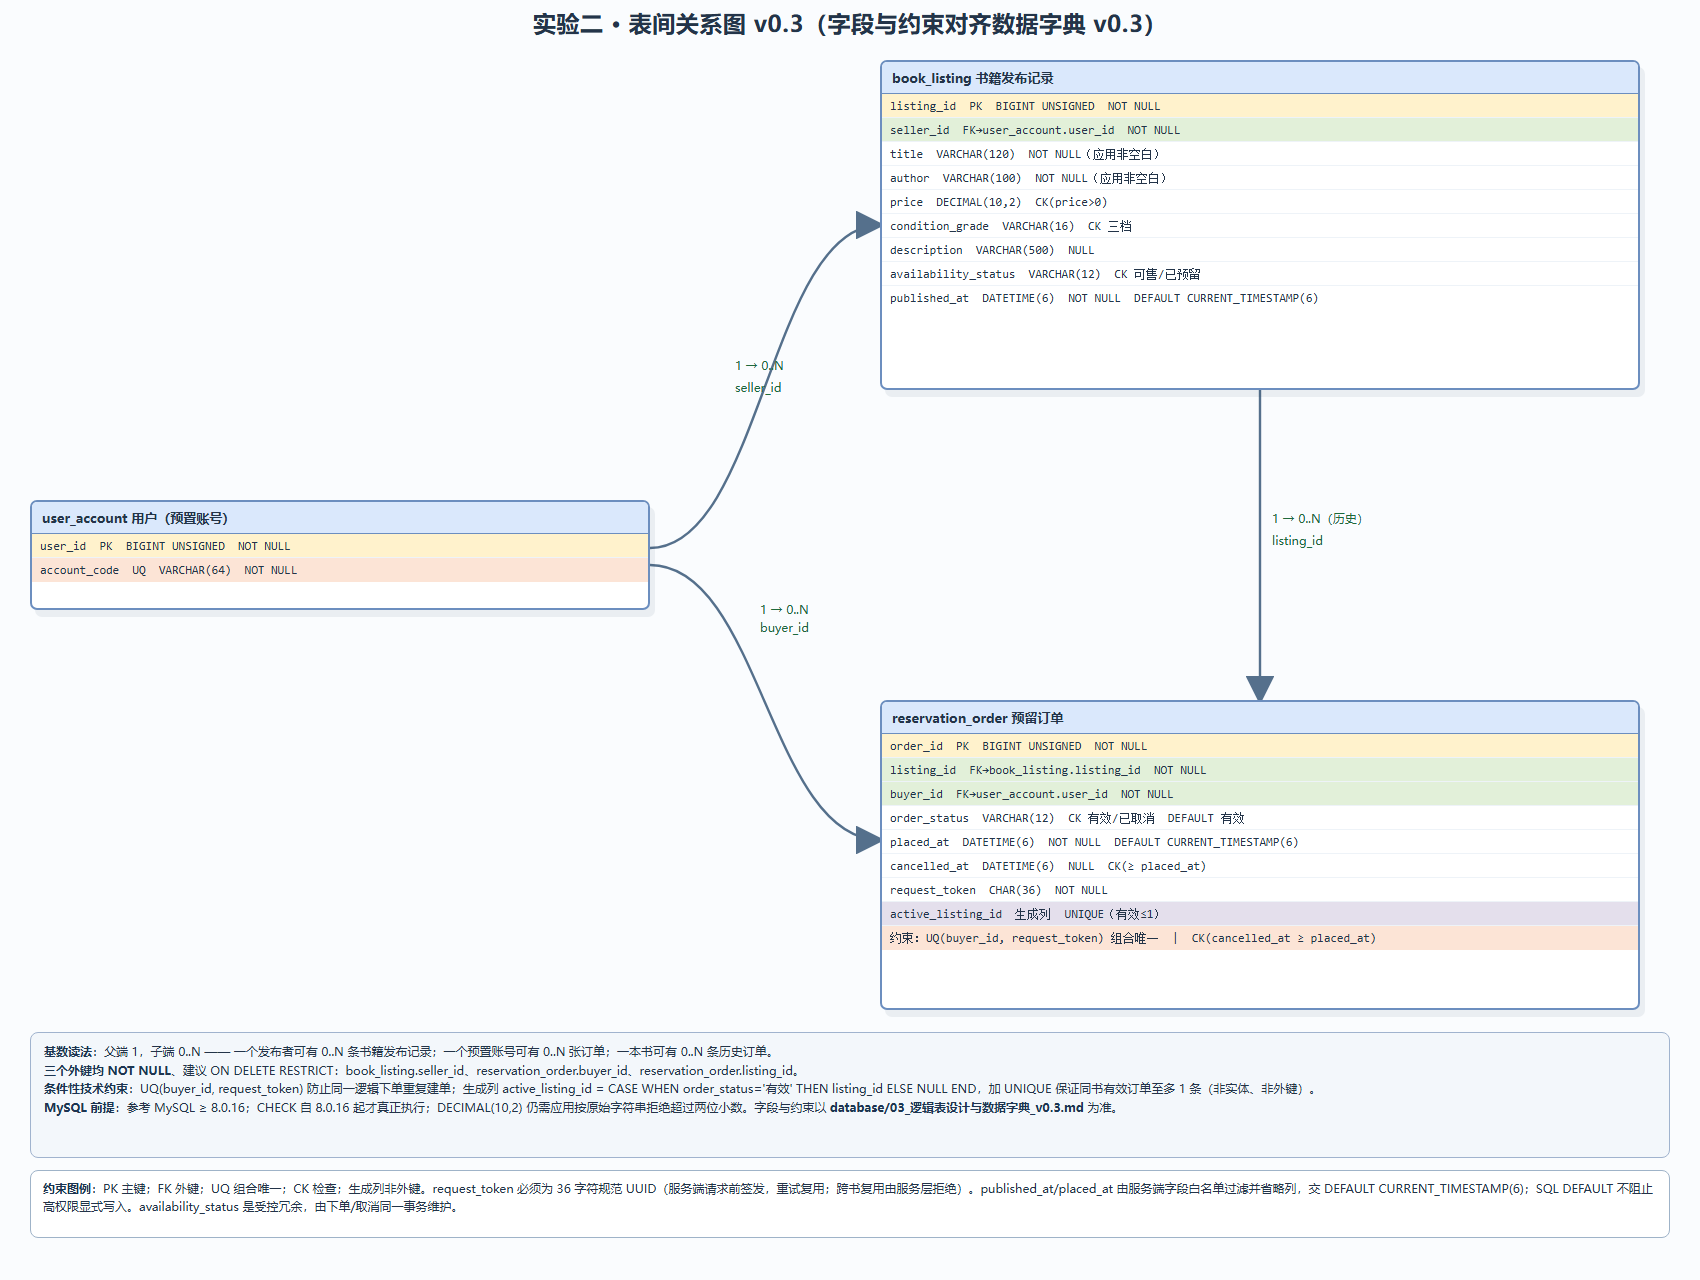 实验二 · 表间关系图 v0.3（字段与约束对齐数据字典 v0.3）
book_listing 书籍发布记录
listing_id PK BIGINT UNSIGNED NOT NULL
seller_id FK→user_account.user_id NOT NULL
title VARCHAR(120) NOT NULL（应用非空白）
author VARCHAR(100) NOT NULL（应用非空白）
price DECIMAL(10,2) CK(price>0)
condition_grade VARCHAR(16) CK 三档
description VARCHAR(500) NULL
availability_status VARCHAR(12) CK 可售/已预留
published_at DATETIME(6) NOT NULL DEFAULT CURRENT_TIMESTAMP(6)
1 → 0..N
seller_id
user_account 用户（预置账号）
user_id PK BIGINT UNSIGNED NOT NULL
account_code UQ VARCHAR(64) NOT NULL
1 → 0..N（历史）
listing_id
1 → 0..N
buyer_id
reservation_order 预留订单
order_id PK BIGINT UNSIGNED NOT NULL
listing_id FK→book_listing.listing_id NOT NULL
buyer_id FK→user_account.user_id NOT NULL
order_status VARCHAR(12) CK 有效/已取消 DEFAULT 有效
placed_at DATETIME(6) NOT NULL DEFAULT CURRENT_TIMESTAMP(6)
cancelled_at DATETIME(6) NULL CK(≥ placed_at)
request_token CHAR(36) NOT NULL
active_listing_id 生成列 UNIQUE（有效≤1）
约束：UQ(buyer_id, request_token) 组合唯一 | CK(cancelled_at ≥ placed_at)
基数读法：父端 1，子端 0..N —— 一个发布者可有 0..N 条书籍发布记录；一个预置账号可有 0..N 张订单；一本书可有 0..N 条历史订单。
三个外键均 NOT NULL、建议 ON DELETE RESTRICT：book_listing.seller_id、reservation_order.buyer_id、reservation_order.listing_id。
条件性技术约束：UQ(buyer_id, request_token) 防止同一逻辑下单重复建单；生成列 active_listing_id = CASE WHEN order_status='有效' THEN listing_id ELSE NULL END，加 UNIQUE 保证同书有效订单至多 1 条（非实体、非外键）。
MySQL 前提：参考 MySQL ≥ 8.0.16；CHECK 自 8.0.16 起才真正执行；DECIMAL(10,2) 仍需应用按原始字符串拒绝超过两位小数。字段与约束以 database/03_逻辑表设计与数据字典_v0.3.md 为准。
约束图例：PK 主键；FK 外键；UQ 组合唯一；CK 检查；生成列非外键。request_token 必须为 36 字符规范 UUID（服务端请求前签发，重试复用；跨书复用由服务层拒绝）。published_at/placed_at 由服务端字段白名单过滤并省略列，交 DEFAULT CURRENT_TIMESTAMP(6)；SQL DEFAULT 不阻止
高权限显式写入。availability_status 是受控冗余，由下单/取消同一事务维护。